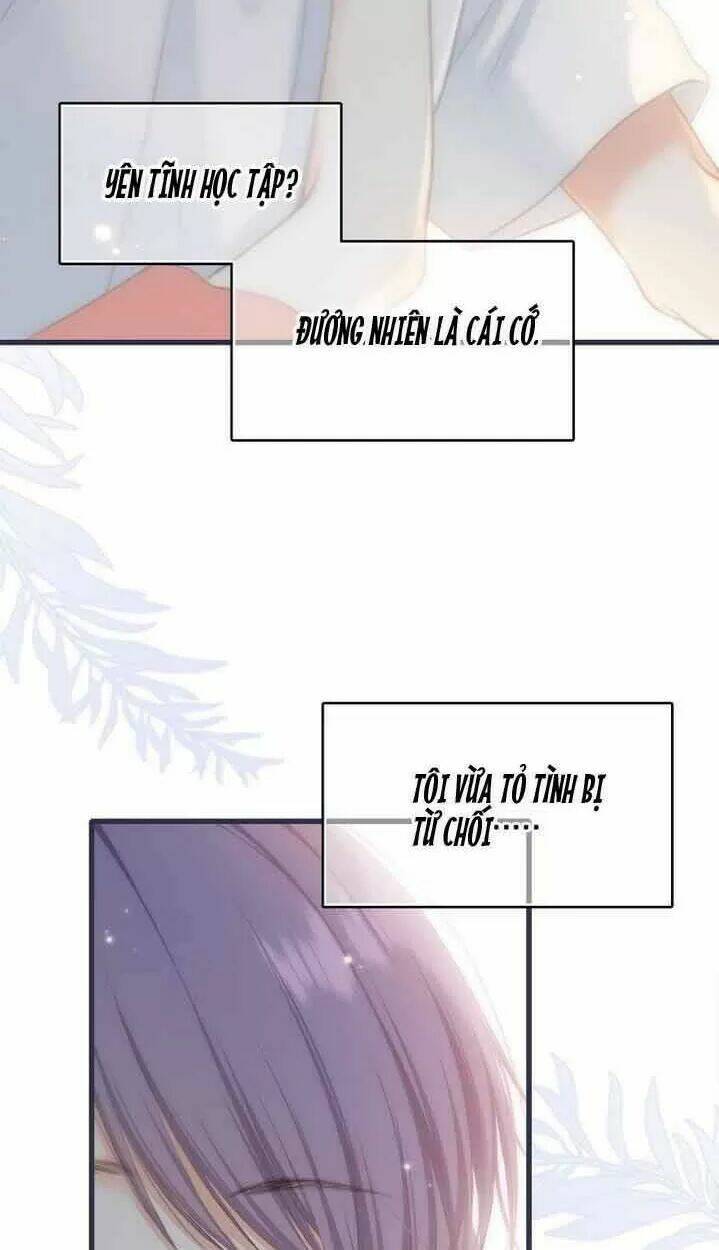 YÊN TĨNH HỌC TẬP?
ĐƯƠNG NHIÊN LÀ CÁI CỚ.
TÔI VỪA TỎ TÌNH BỊ
TỪ CHỐI·····